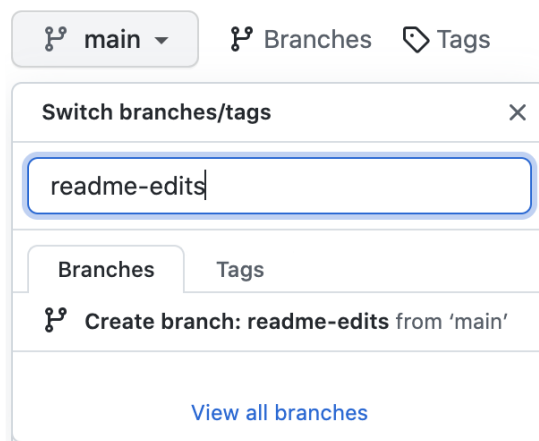 main Branches Tags
Switch branches/tags
readme-edits
Branches Tags
Create branch: readme-edits from ‘main’
View all branches